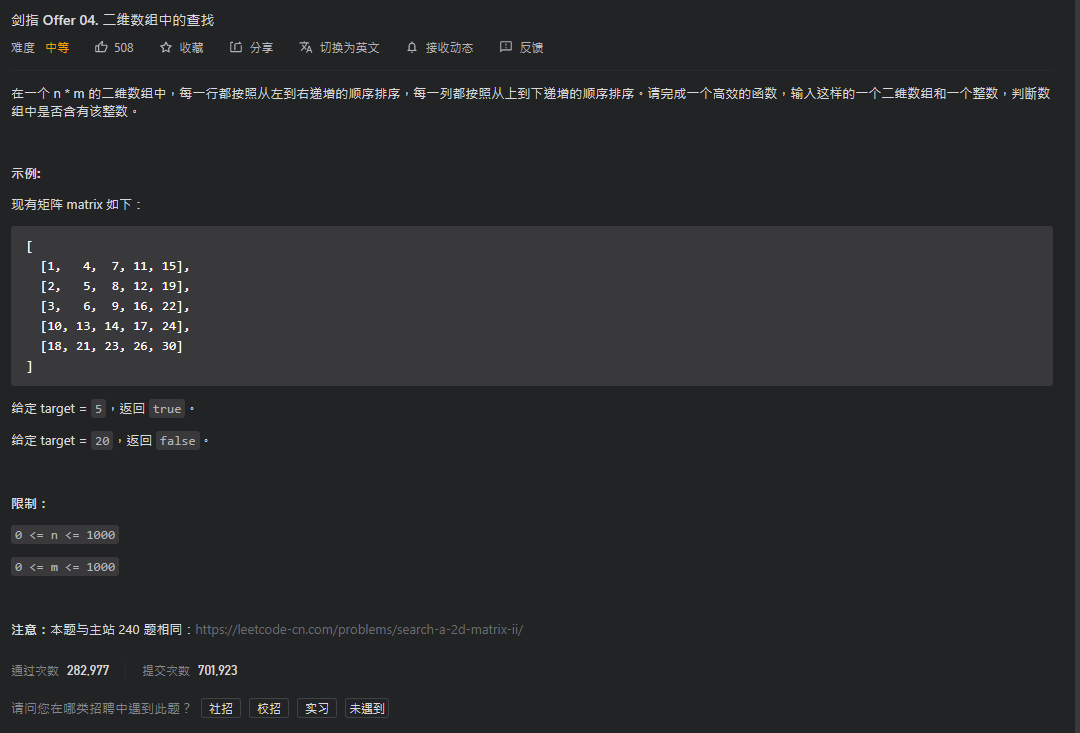 剑指 Offer 04. 二维数组中的查找
难度 中等 508 收藏 分享 切换为英文 接收动态 反馈
在一个 n * m 的二维数组中，每一行都按照从左到右递增的顺序排序，每一列都按照从上到下递增的顺序排序。请完成一个高效的函数，输入这样的一个二维数组和一个整数，判断数
组中是否含有该整数。
示例:
现有矩阵 matrix 如下：
[
[1,   4,  7, 11, 15],
[2,   5,  8, 12, 19],
[3,   6,  9, 16, 22],
[10, 13, 14, 17, 24],
[18, 21, 23, 26, 30]
]
给定 target = 5，返回 true。
给定 target = 20，返回 false。
限制：
0 <= n <= 1000
0 <= m <= 1000
注意：本题与主站 240 题相同：https://leetcode-cn.com/problems/search-a-2d-matrix-ii/
通过次数 282,977 提交次数 701,923
请问您在哪类招聘中遇到此题？ 社招 校招 实习 未遇到